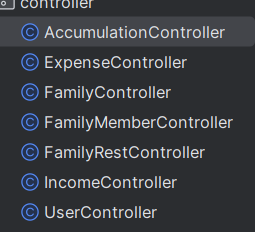 controller
AccumulationController
ExpenseController
FamilyController
FamilyMemberController
FamilyRestController
IncomeController
UserController